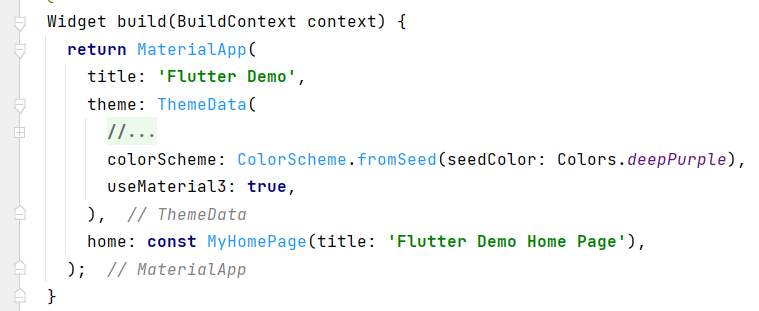 Widget build(BuildContext context) {
return MaterialApp(
title: 'Flutter Demo',
theme: ThemeData(
//...
colorScheme: ColorScheme.fromSeed(seedColor: Colors.deepPurple),
useMaterial3: true,
), // ThemeData
home: const MyHomePage(title: 'Flutter Demo Home Page'),
); // MaterialApp
}